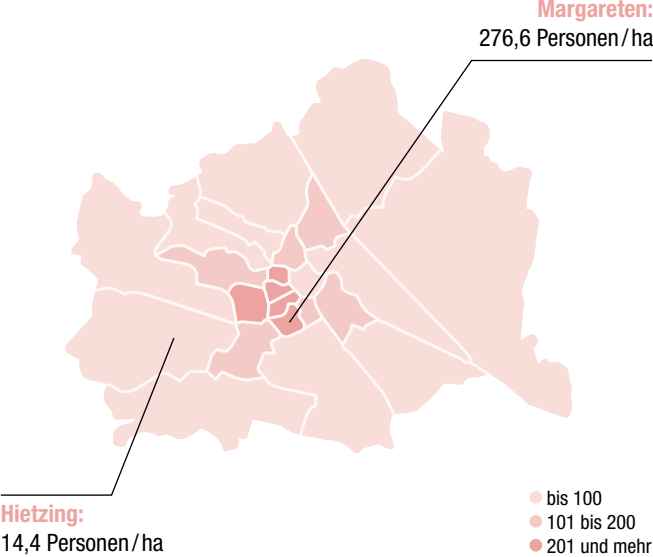 Margareten:
276,6 Personen/ha
Hietzing:
14,4 Personen/ha
bis 100
101 bis 200
201 und mehr